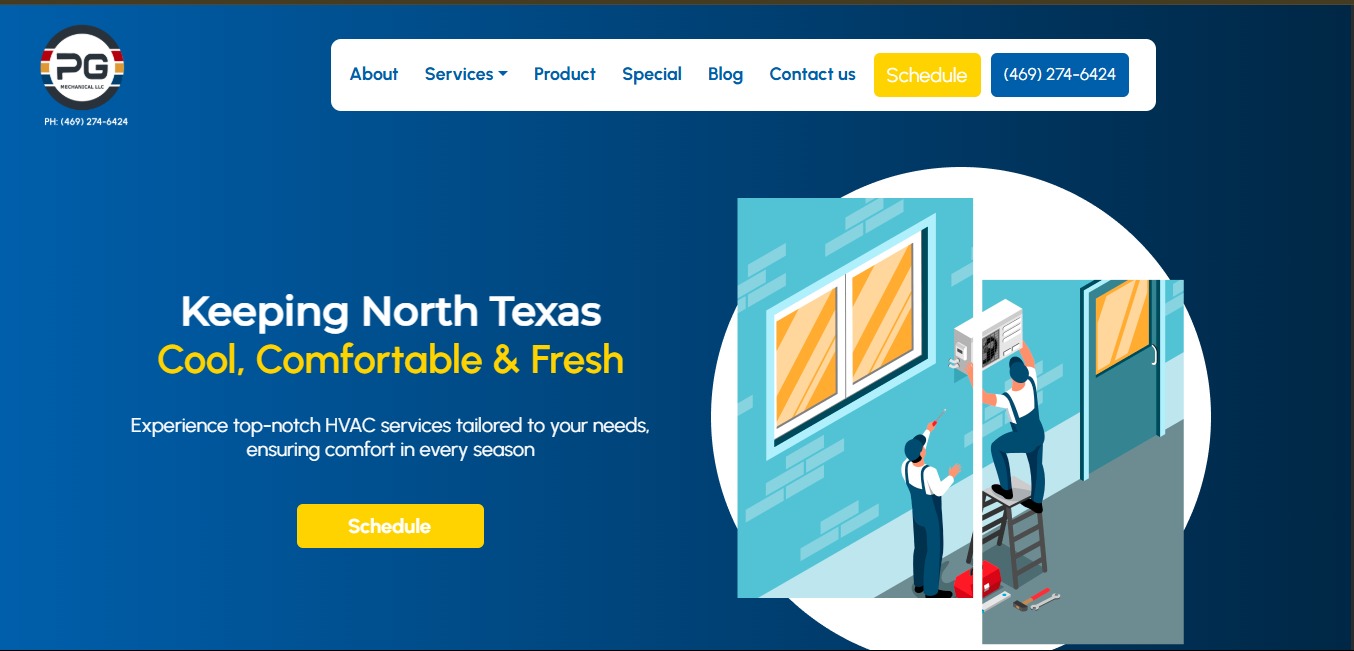 PG
MECHANICAL LLC
PH: (469) 274-6424
About Services Product Special Blog Contact us Schedule (469) 274-6424
Keeping North Texas
Cool, Comfortable & Fresh
Experience top-notch HVAC services tailored to your needs,
ensuring comfort in every season
Schedule